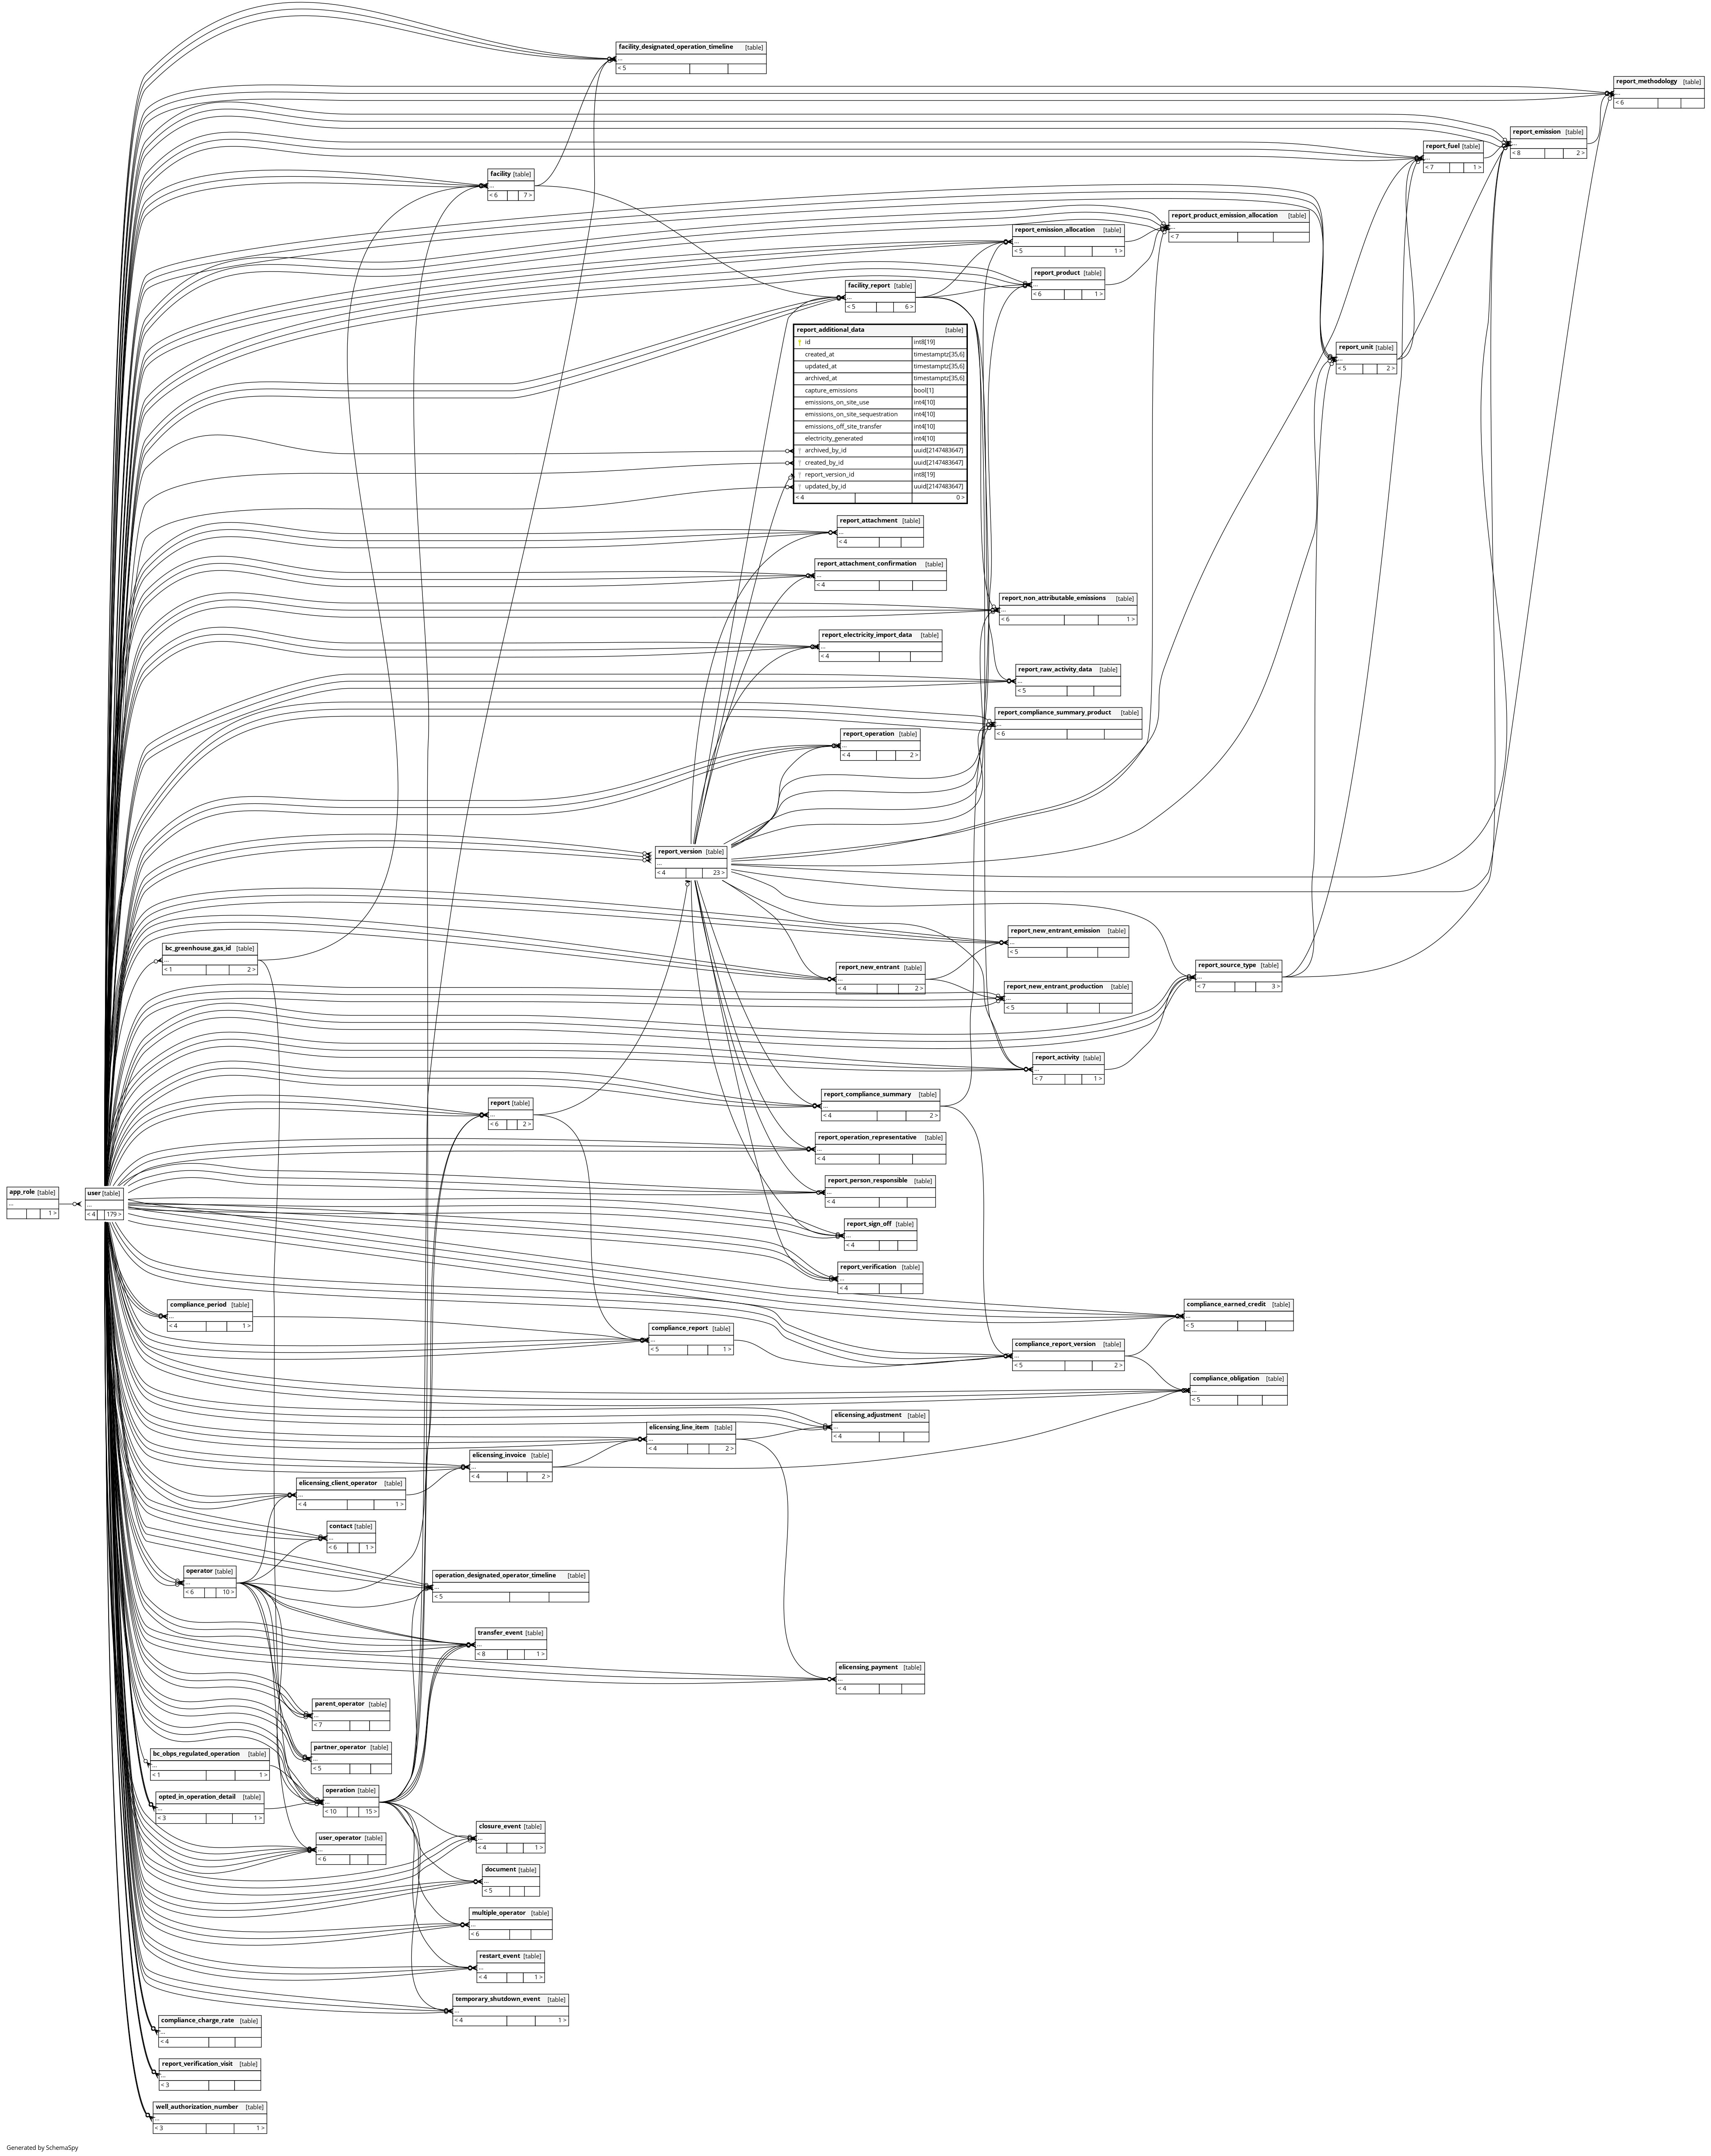 facility_designated_operation_timeline [table]
...
< 5
report_methodology [table]
...
< 6
report_emission [table]
...
< 8 2 >
report_fuel [table]
...
< 7 1 >
facility [table]
...
< 6 7 >
report_product_emission_allocation [table]
...
< 7
report_emission_allocation [table]
...
< 5 1 >
report_product [table]
...
< 6 1 >
facility_report [table]
...
< 5 6 >
report_additional_data [table]
id int8[19]
created_at timestamptz[35,6]
updated_at timestamptz[35,6]
archived_at timestamptz[35,6]
capture_emissions bool[1]
emissions_on_site_use int4[10]
emissions_on_site_sequestration int4[10]
emissions_off_site_transfer int4[10]
electricity_generated int4[10]
archived_by_id uuid[2147483647]
created_by_id uuid[2147483647]
report_version_id int8[19]
updated_by_id uuid[2147483647]
< 4 0 >
report_unit [table]
...
< 5 2 >
report_attachment [table]
...
< 4
report_attachment_confirmation [table]
...
< 4
report_non_attributable_emissions [table]
...
< 6 1 >
report_electricity_import_data [table]
...
< 4
report_raw_activity_data [table]
...
< 5
report_compliance_summary_product [table]
...
< 6
report_operation [table]
...
< 4 2 >
report_version [table]
...
< 4 23 >
bc_greenhouse_gas_id [table]
...
< 1 2 >
report_new_entrant_emission [table]
...
< 5
report_new_entrant [table]
...
< 4 2 >
report_source_type [table]
...
< 7 3 >
report_new_entrant_production [table]
...
< 5
report_activity [table]
...
< 7 1 >
report_compliance_summary [table]
...
< 4 2 >
report [table]
...
< 6 2 >
report_operation_representative [table]
...
< 4
report_person_responsible [table]
...
< 4
app_role [table]
...
1 >
user [table]
...
< 4 179 >
report_sign_off [table]
...
< 4
report_verification [table]
...
< 4
compliance_period [table]
...
< 4 1 >
compliance_earned_credit [table]
...
< 5
compliance_report [table]
...
< 5 1 >
compliance_report_version [table]
...
< 5 2 >
compliance_obligation [table]
...
< 5
elicensing_adjustment [table]
...
< 4
elicensing_line_item [table]
...
< 4 2 >
elicensing_invoice [table]
...
< 4 2 >
elicensing_client_operator [table]
...
< 4 1 >
contact [table]
...
< 6 1 >
operator [table]
...
< 6 10 >
operation_designated_operator_timeline [table]
...
< 5
transfer_event [table]
...
< 8 1 >
elicensing_payment [table]
...
< 4
parent_operator [table]
...
< 7
partner_operator [table]
...
< 5
bc_obps_regulated_operation [table]
...
< 1 1 >
operation [table]
...
< 10 15 >
opted_in_operation_detail [table]
...
< 3 1 >
closure_event [table]
...
< 4 1 >
user_operator [table]
...
< 6
document [table]
...
< 5
multiple_operator [table]
...
< 6
restart_event [table]
...
< 4 1 >
temporary_shutdown_event [table]
...
< 4 1 >
compliance_charge_rate [table]
...
< 4
report_verification_visit [table]
...
< 3
well_authorization_number [table]
...
< 3 1 >
Generated by SchemaSpy